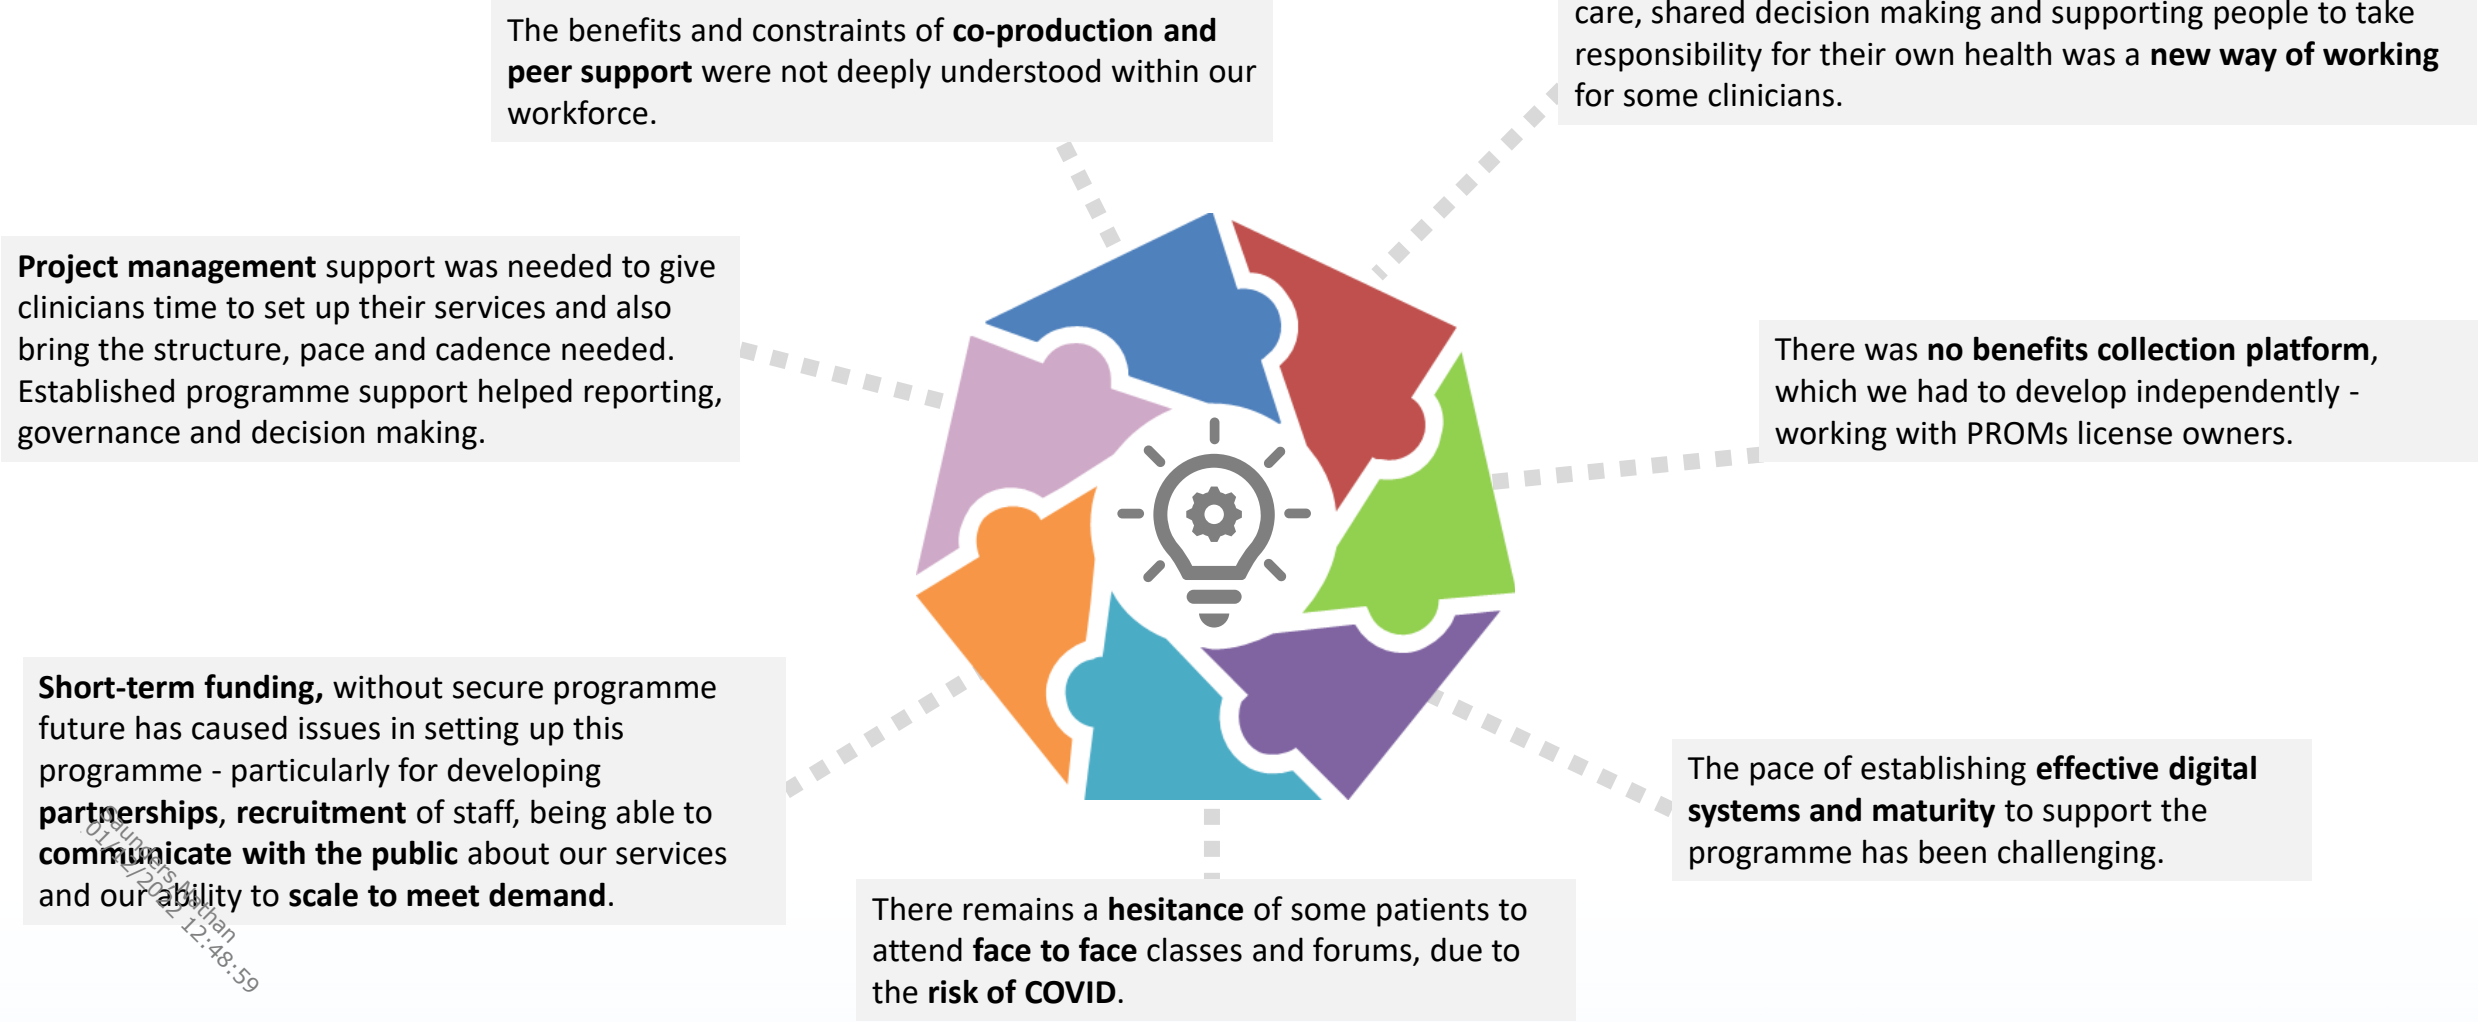 The benefits and constraints of co-production and
peer support were not deeply understood within our
workforce.
care, shared decision making and supporting people to take
responsibility for their own health was a new way of working
for some clinicians.
Project management support was needed to give
clinicians time to set up their services and also
bring the structure, pace and cadence needed.
Established programme support helped reporting,
governance and decision making.
There was no benefits collection platform,
which we had to develop independently -
working with PROMs license owners.
Short-term funding, without secure programme
future has caused issues in setting up this
programme - particularly for developing
partnerships, recruitment of staff, being able to
communicate with the public about our services
and our ability to scale to meet demand.
The pace of establishing effective digital
systems and maturity to support the
programme has been challenging.
There remains a hesitance of some patients to
attend face to face classes and forums, due to
the risk of COVID.
Saunders,Nathan
01/12/2022 12:48:59